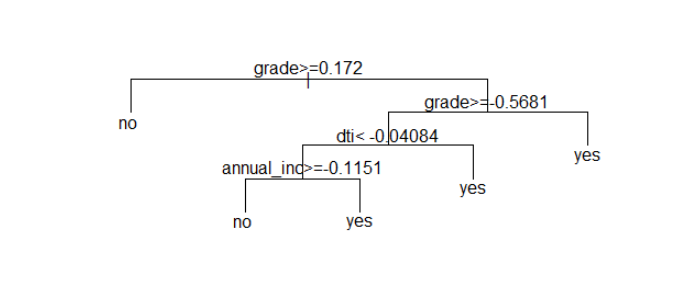 grade>=0.172
grade>=-0.5681
no
dti< -0.04084
yes
annual_inc>=-0.1151
yes
no
yes